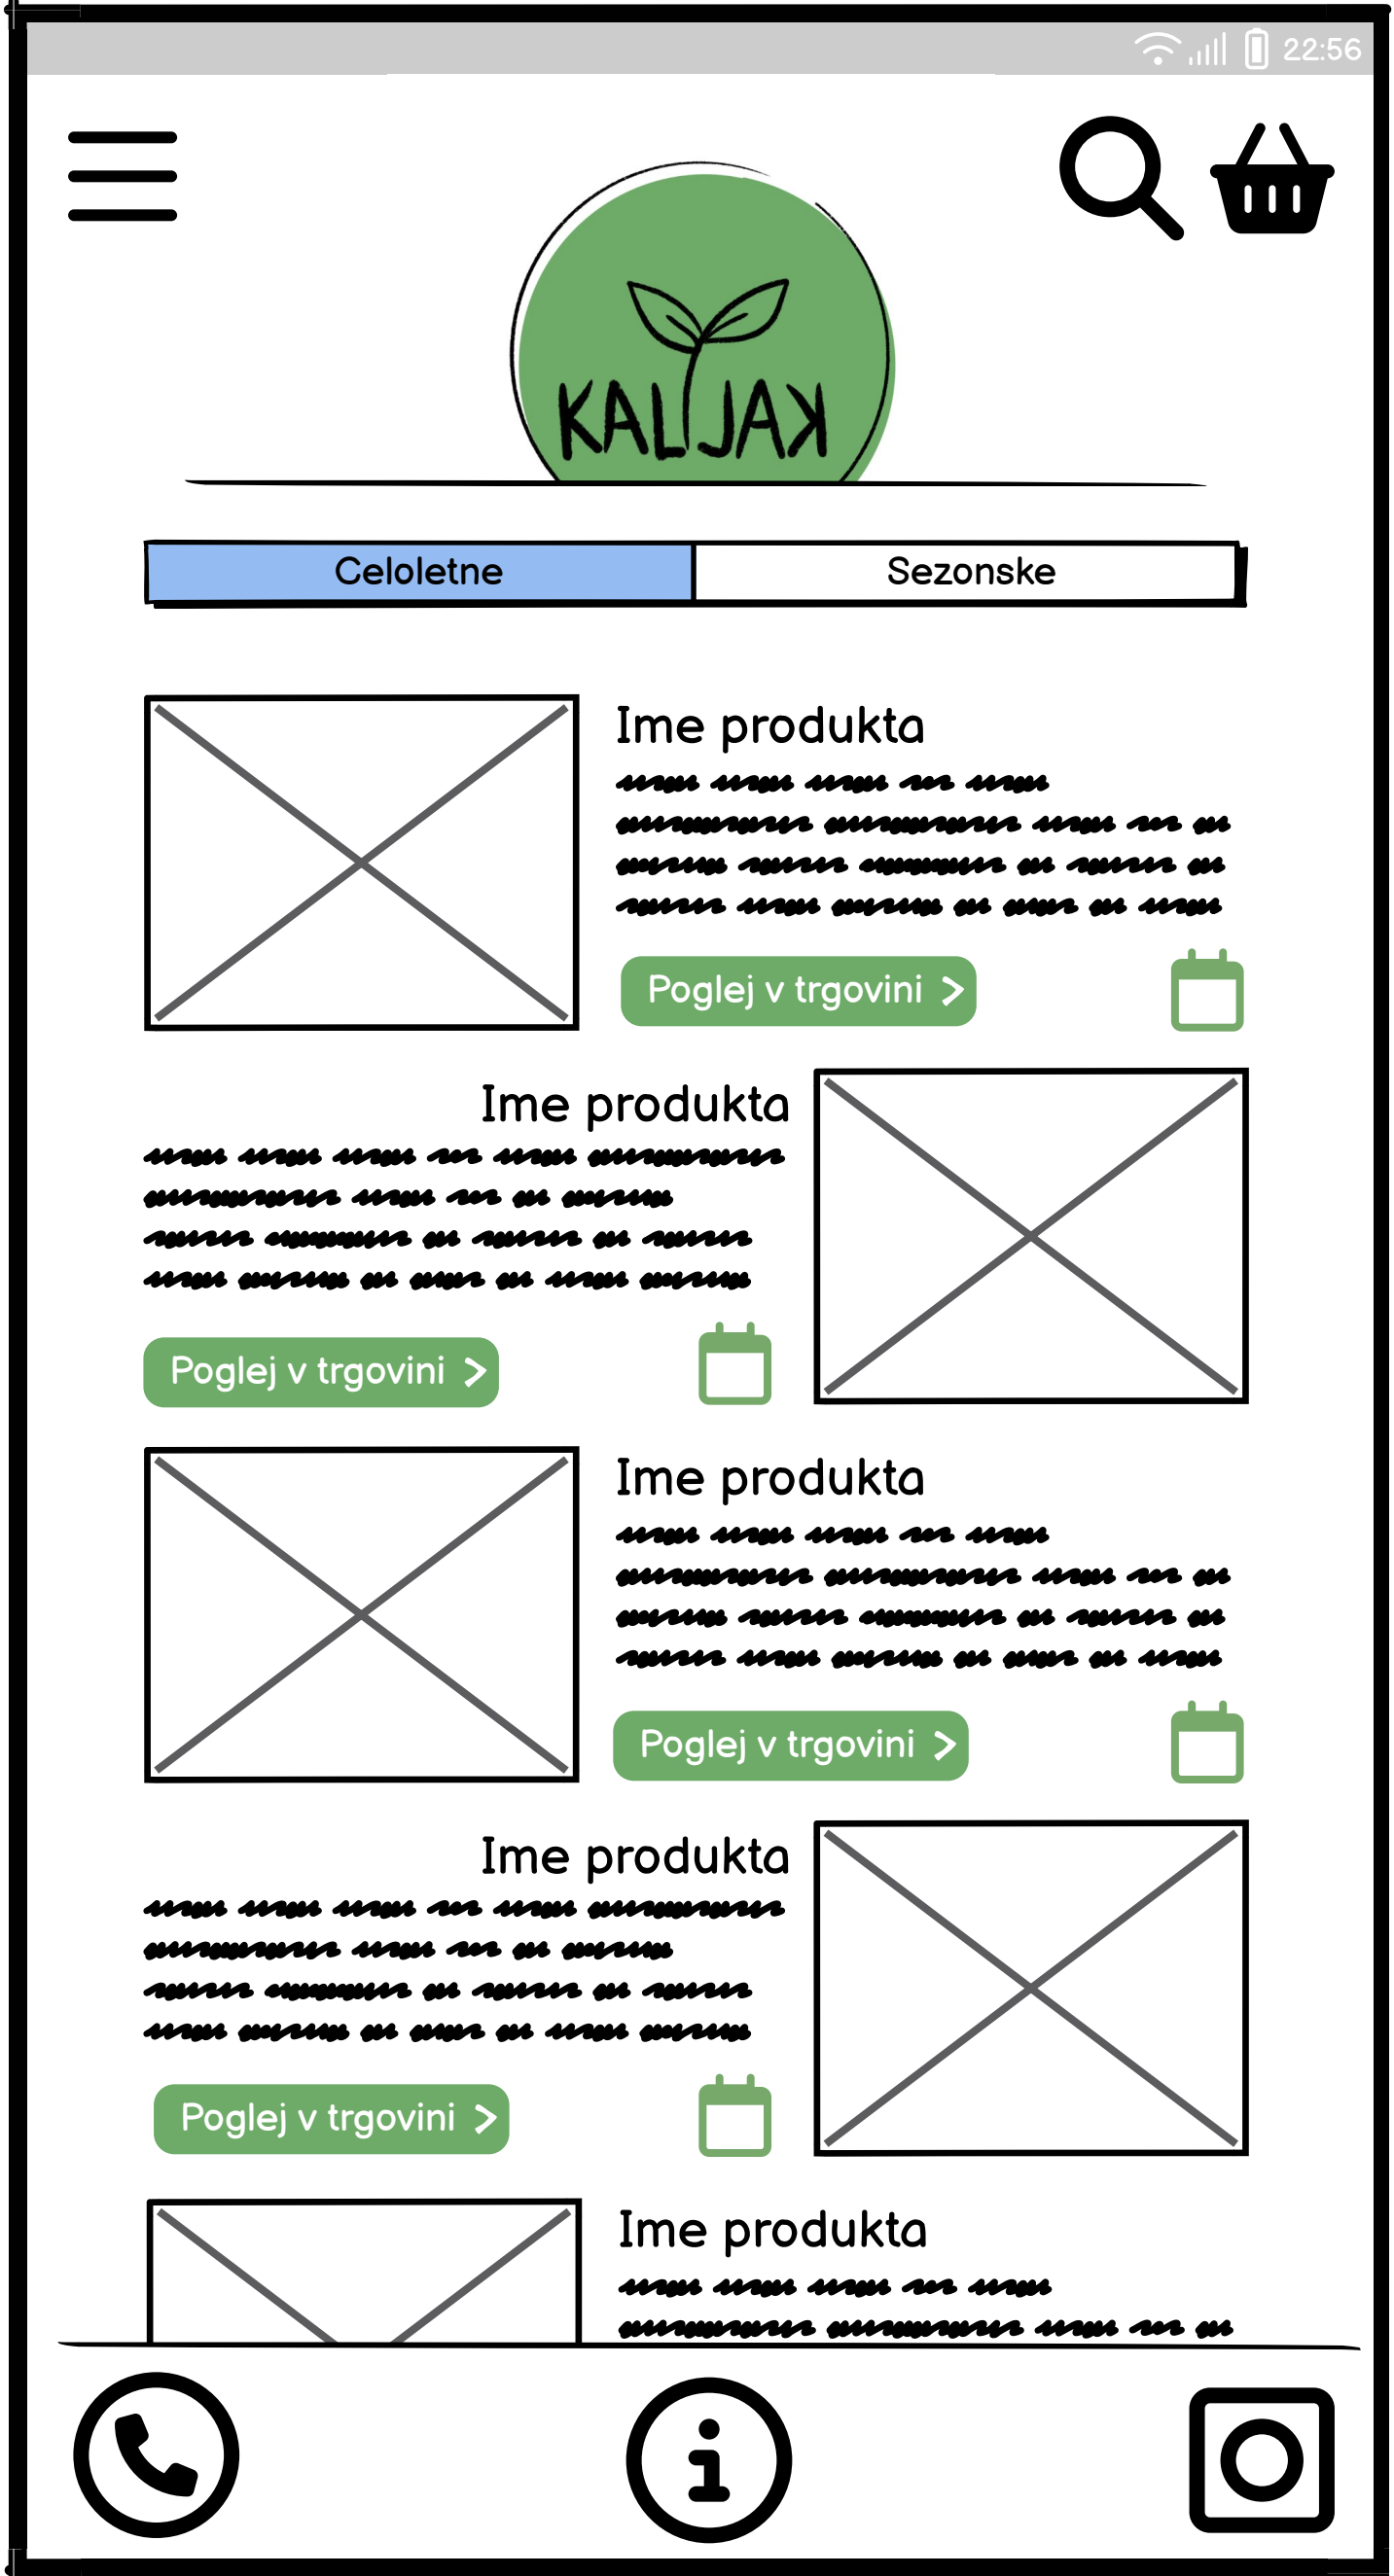 22:56
KALIJAK
Celoletne Sezonske
Ime produkta
Poglej v trgovini >
Ime produkta
Poglej v trgovini >
Ime produkta
Poglej v trgovini >
Ime produkta
Poglej v trgovini >
Ime produkta